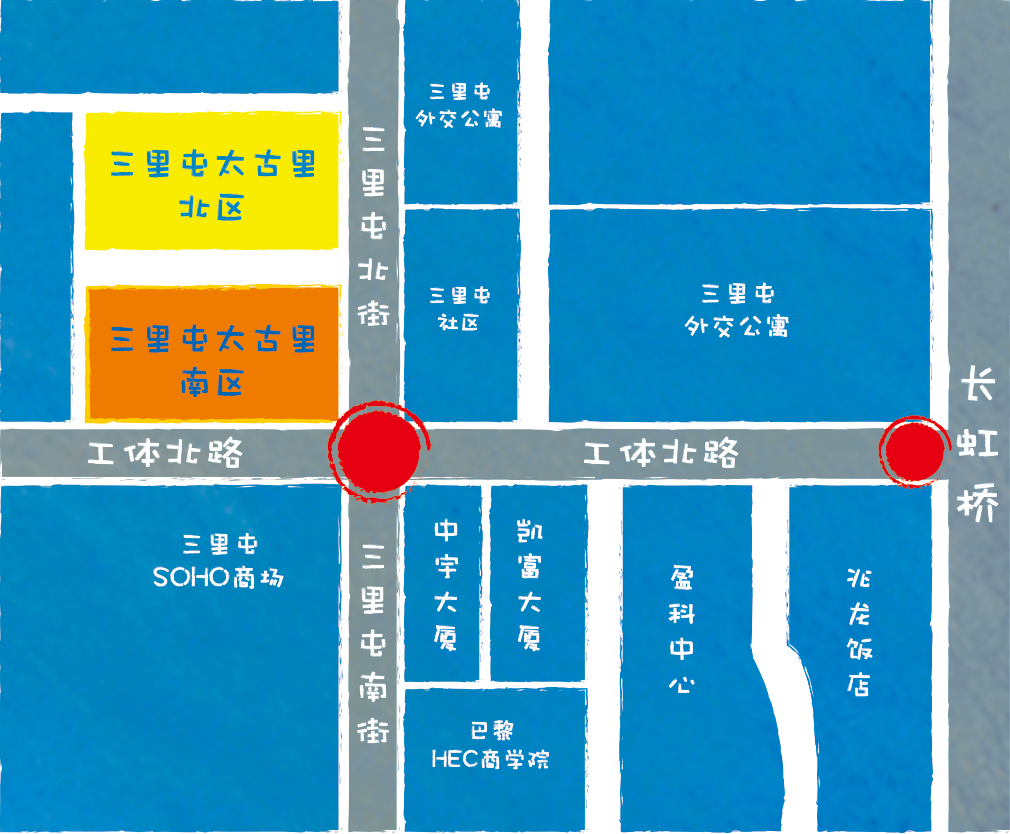 三里屯
外交公寓
三里屯太古里
北区
三里屯北街
三里屯
社区
三里屯
外交公寓
三里屯太古里
南区
长虹桥
工体北路
工体北路
三里屯
SOHO商场
三里屯南街
中宇大厦
凯富大厦
盈科中心
兆龙饭店
巴黎
HEC商学院